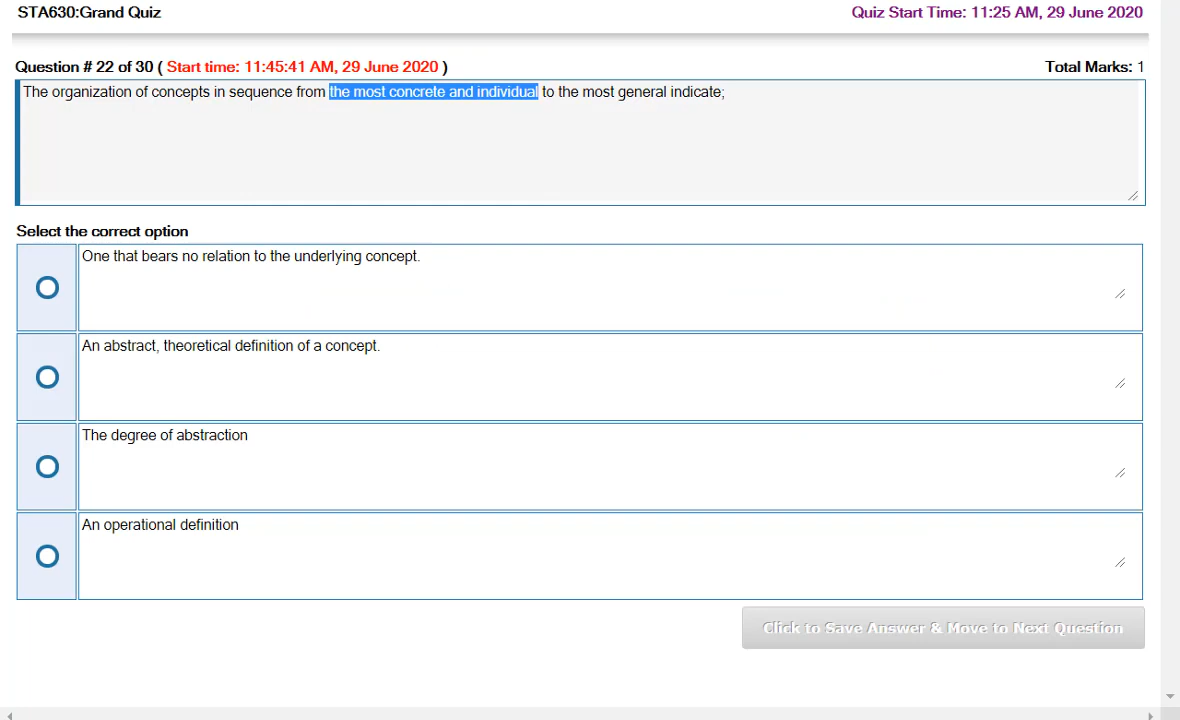 STA630:Grand Quiz
Quiz Start Time: 11:25 AM, 29 June 2020
Question # 22 of 30 ( Start time: 11:45:41 AM, 29 June 2020 )
Total Marks: 1
The organization of concepts in sequence from the most concrete and individual to the most general indicate;
Select the correct option
One that bears no relation to the underlying concept.
An abstract, theoretical definition of a concept.
The degree of abstraction
An operational definition
Click to Save Answer & Move to Next Question